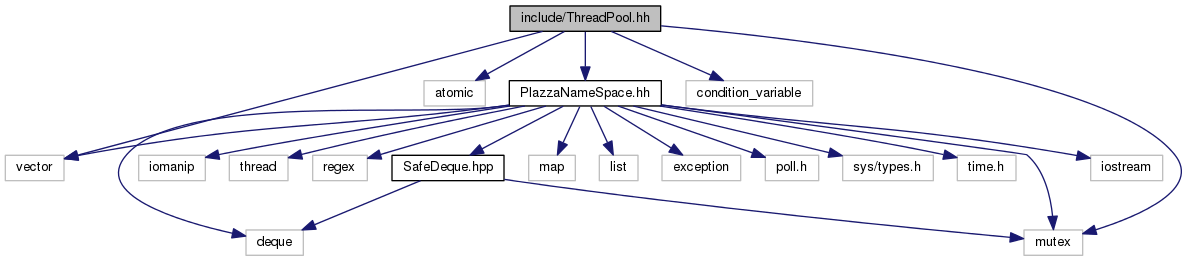 include/ThreadPool.hh
atomic
PlazzaNameSpace.hh
condition_variable
vector
iomanip
thread
regex
SafeDeque.hpp
map
list
exception
poll.h
sys/types.h
time.h
iostream
deque
mutex